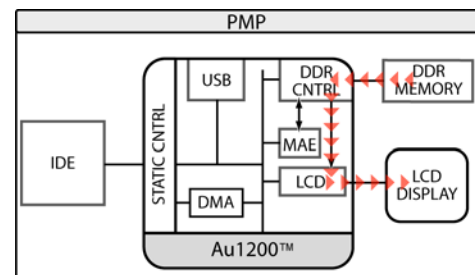 PMP
IDE
STATIC CNTRL
USB
DMA
DDR
CNTRL
MAE
LCD
DDR
MEMORY
LCD
DISPLAY
Au1200™